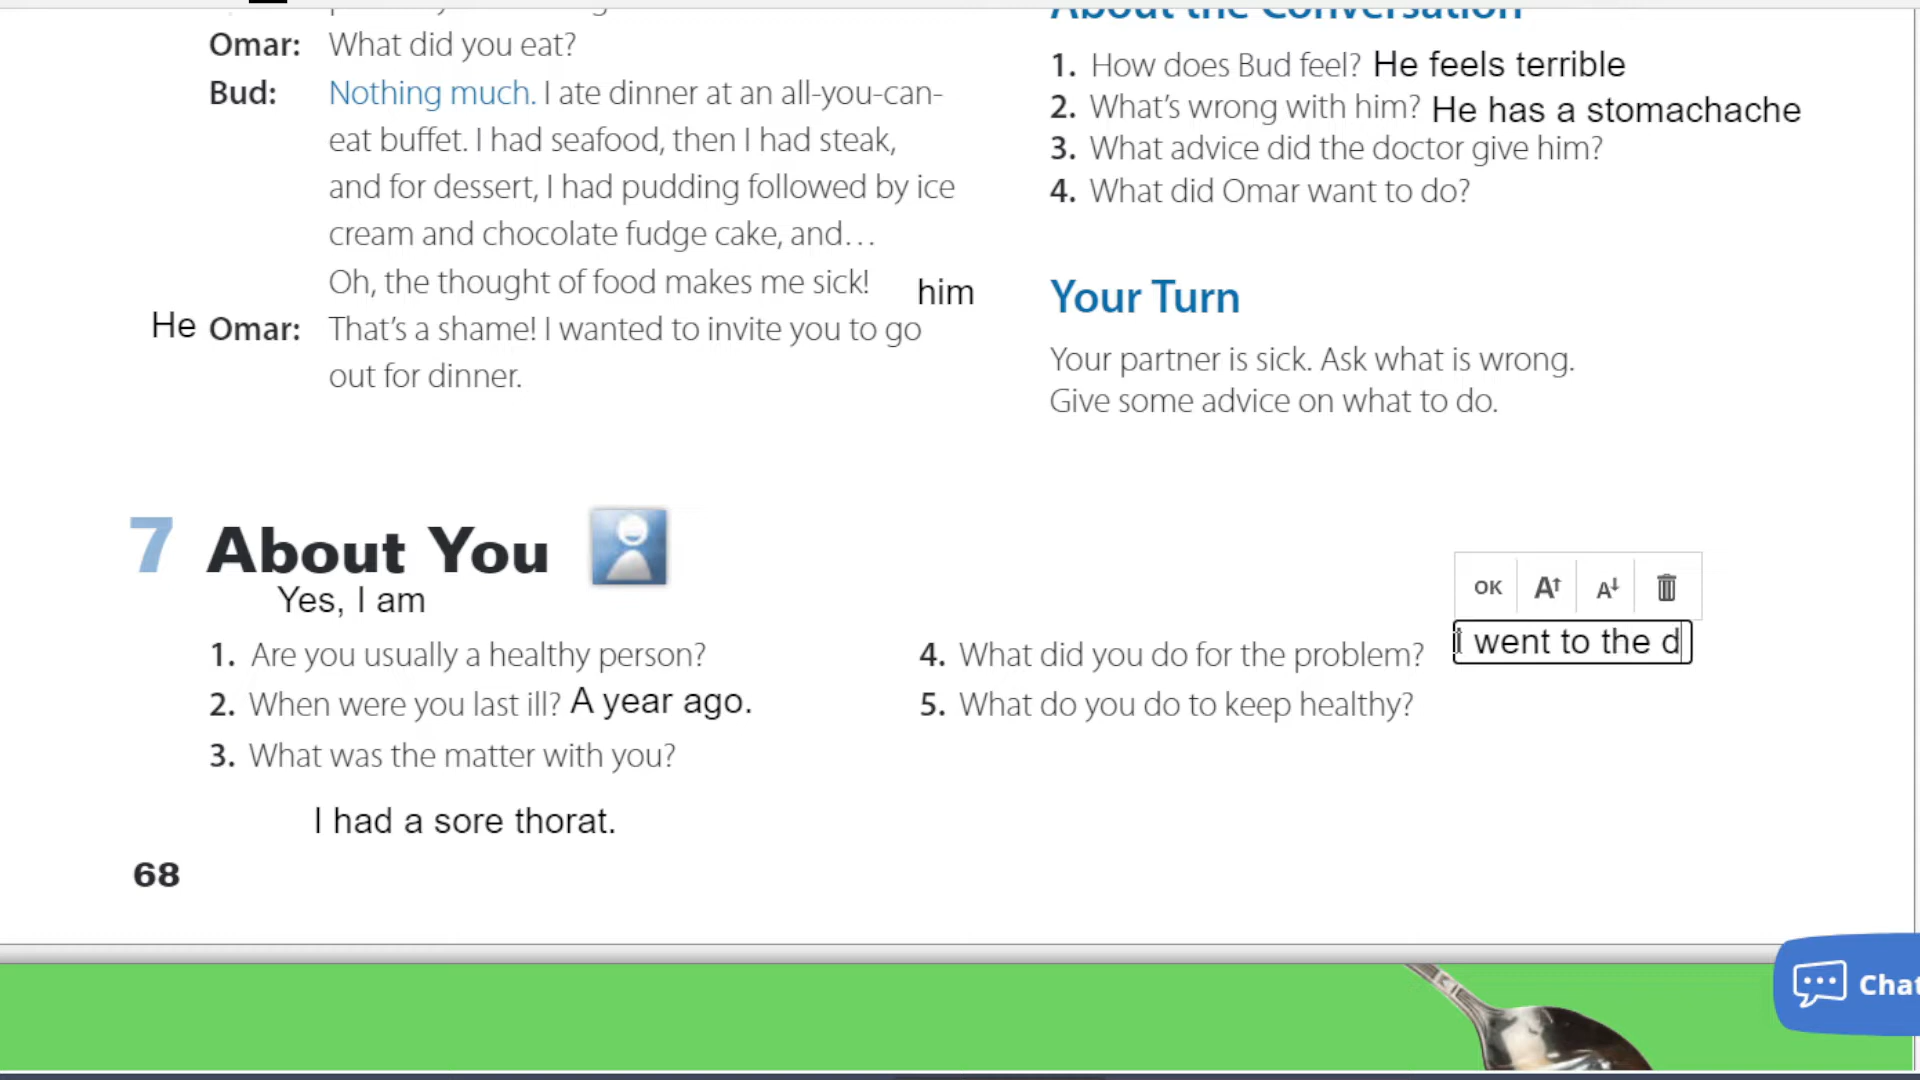 Omar: What did you eat?
Bud: Nothing much. I ate dinner at an all-you-can-
eat buffet. I had seafood, then I had steak,
and for dessert, I had pudding followed by ice
cream and chocolate fudge cake, and…
Oh, the thought of food makes me sick!
him
He Omar: That's a shame! I wanted to invite you to go
out for dinner.
About the Conversation
1. How does Bud feel? He feels terrible
2. What's wrong with him? He has a stomachache
3. What advice did the doctor give him?
4. What did Omar want to do?
Your Turn
Your partner is sick. Ask what is wrong.
Give some advice on what to do.
7 About You
Yes, I am
1. Are you usually a healthy person?
2. When were you last ill? A year ago.
3. What was the matter with you?
I had a sore thorat.
OK A A
4. What did you do for the problem? I went to the d
5. What do you do to keep healthy?
68
Chat